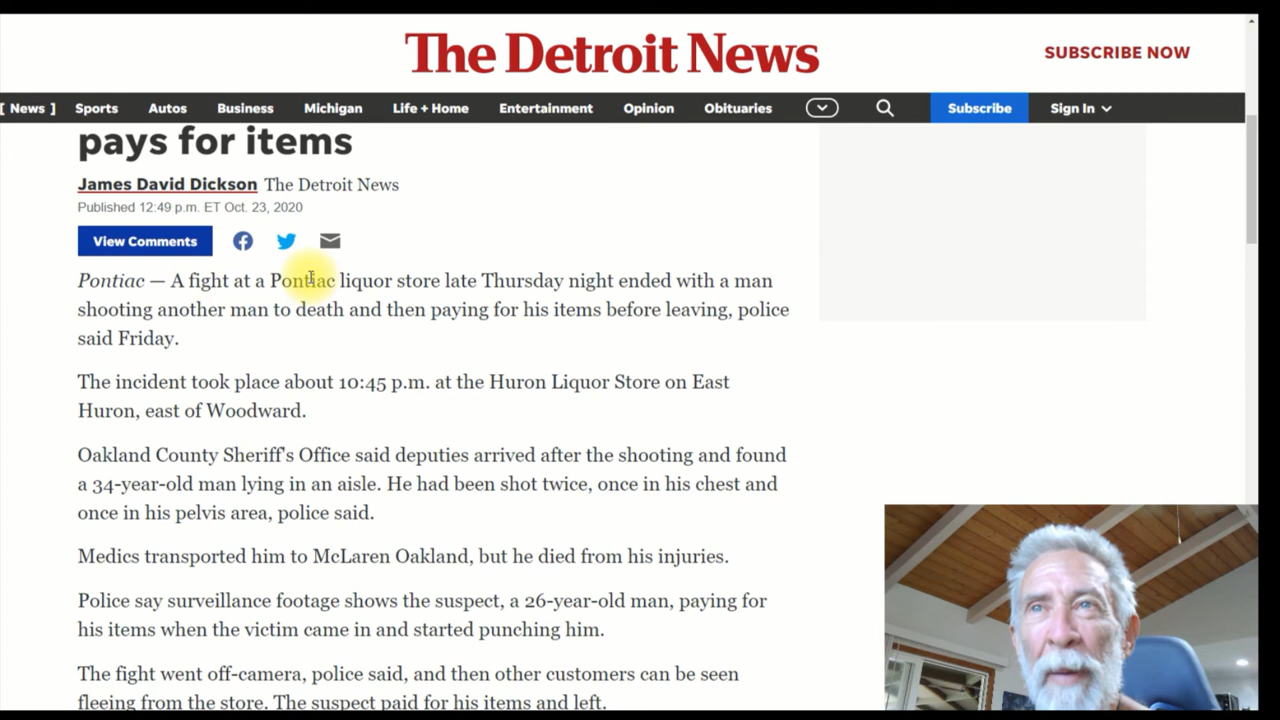 The Detroit News
SUBSCRIBE NOW
[ News ] Sports Autos Business Michigan Life + Home Entertainment Opinion Obituaries Subscribe Sign In
pays for items
James David Dickson The Detroit News
Published 12:49 p.m. ET Oct. 23, 2020
View Comments
Pontiac — A fight at a Pontiac liquor store late Thursday night ended with a man
shooting another man to death and then paying for his items before leaving, police
said Friday.
The incident took place about 10:45 p.m. at the Huron Liquor Store on East
Huron, east of Woodward.
Oakland County Sheriff's Office said deputies arrived after the shooting and found
a 34-year-old man lying in an aisle. He had been shot twice, once in his chest and
once in his pelvis area, police said.
Medics transported him to McLaren Oakland, but he died from his injuries.
Police say surveillance footage shows the suspect, a 26-year-old man, paying for
his items when the victim came in and started punching him.
The fight went off-camera, police said, and then other customers can be seen
fleeing from the store. The suspect paid for his items and left.